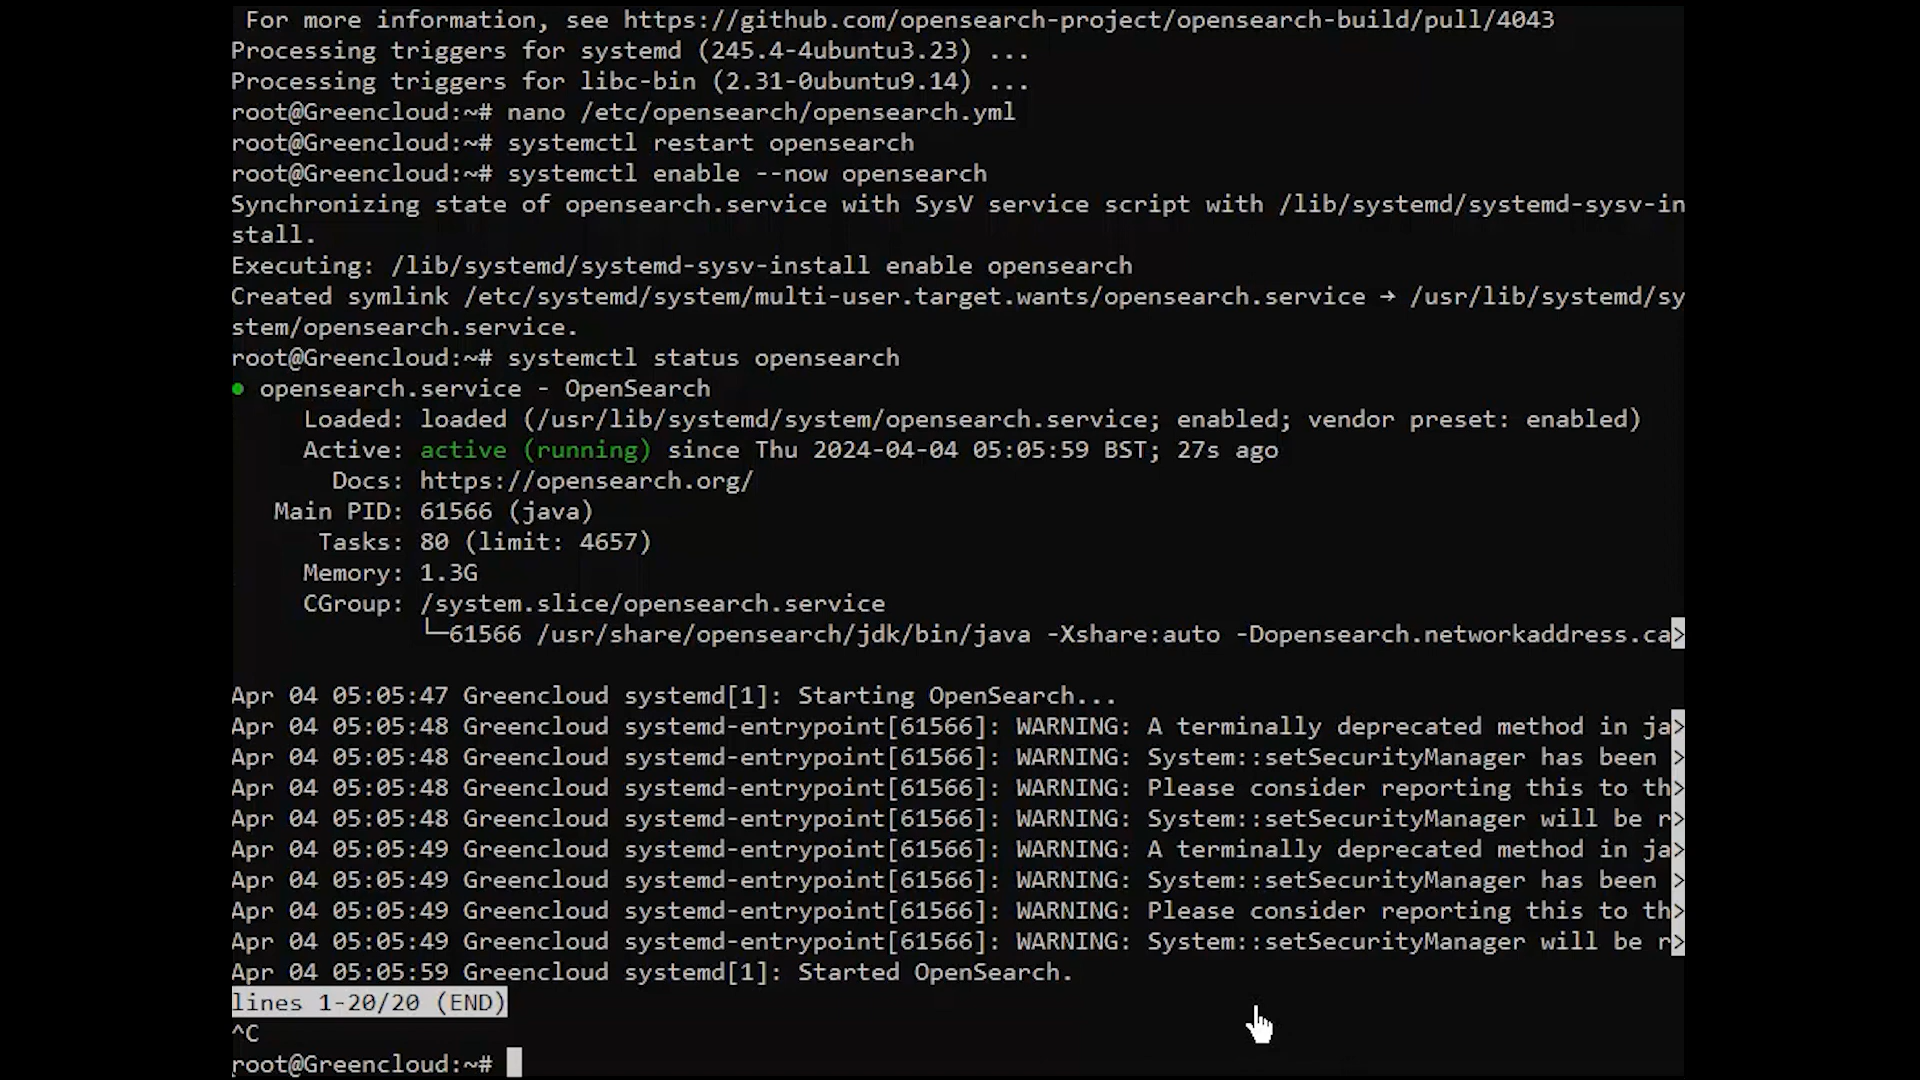 For more information, see https://github.com/opensearch-project/opensearch-build/pull/4043
Processing triggers for systemd (245.4-4ubuntu3.23) ...
Processing triggers for libc-bin (2.31-0ubuntu9.14) ...
root@Greencloud:~# nano /etc/opensearch/opensearch.yml
root@Greencloud:~# systemctl restart opensearch
root@Greencloud:~# systemctl enable --now opensearch
Synchronizing state of opensearch.service with SysV service script with /lib/systemd/systemd-sysv-in
stall.
Executing: /lib/systemd/systemd-sysv-install enable opensearch
Created symlink /etc/systemd/system/multi-user.target.wants/opensearch.service → /usr/lib/systemd/sy
stem/opensearch.service.
root@Greencloud:~# systemctl status opensearch
● opensearch.service - OpenSearch
Loaded: loaded (/usr/lib/systemd/system/opensearch.service; enabled; vendor preset: enabled)
Active: active (running) since Thu 2024-04-04 05:05:59 BST; 27s ago
Docs: https://opensearch.org/
Main PID: 61566 (java)
Tasks: 80 (limit: 4657)
Memory: 1.3G
CGroup: /system.slice/opensearch.service
└─61566 /usr/share/opensearch/jdk/bin/java -Xshare:auto -Dopensearch.networkaddress.ca>
Apr 04 05:05:47 Greencloud systemd[1]: Starting OpenSearch...
Apr 04 05:05:48 Greencloud systemd-entrypoint[61566]: WARNING: A terminally deprecated method in ja>
Apr 04 05:05:48 Greencloud systemd-entrypoint[61566]: WARNING: System::setSecurityManager has been >
Apr 04 05:05:48 Greencloud systemd-entrypoint[61566]: WARNING: Please consider reporting this to th>
Apr 04 05:05:48 Greencloud systemd-entrypoint[61566]: WARNING: System::setSecurityManager will be r>
Apr 04 05:05:49 Greencloud systemd-entrypoint[61566]: WARNING: A terminally deprecated method in ja>
Apr 04 05:05:49 Greencloud systemd-entrypoint[61566]: WARNING: System::setSecurityManager has been >
Apr 04 05:05:49 Greencloud systemd-entrypoint[61566]: WARNING: Please consider reporting this to th>
Apr 04 05:05:49 Greencloud systemd-entrypoint[61566]: WARNING: System::setSecurityManager will be r>
Apr 04 05:05:59 Greencloud systemd[1]: Started OpenSearch.
lines 1-20/20 (END)
^C
root@Greencloud:~#